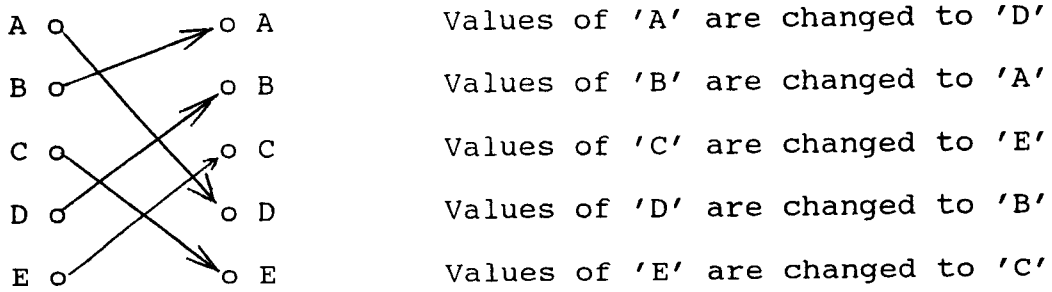 A A Values of 'A' are changed to 'D'
B B Values of 'B' are changed to 'A'
C C Values of 'C' are changed to 'E'
D D Values of 'D' are changed to 'B'
E E Values of 'E' are changed to 'C'